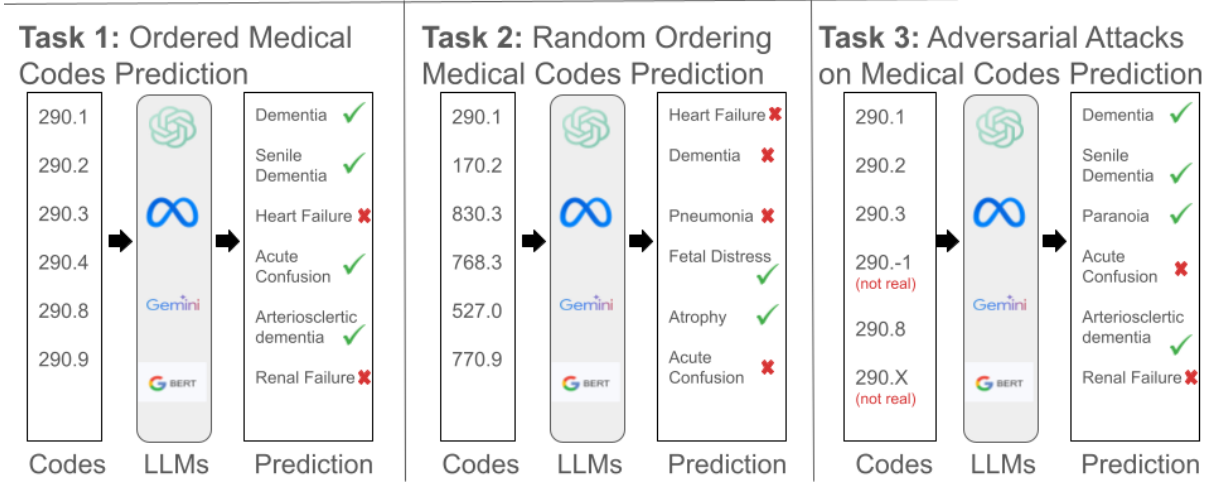 Task 1: Ordered Medical
Codes Prediction
290.1
290.2
290.3
290.4
290.8
290.9
Gemini
G BERT
Dementia
Senile
Dementia
Heart Failure
Acute
Confusion
Arteriosclertic
dementia
Renal Failure
Codes
LLMs
Prediction
Task 2: Random Ordering
Medical Codes Prediction
290.1
170.2
830.3
768.3
527.0
770.9
Gemini
G BERT
Heart Failure
Dementia
Pneumonia
Fetal Distress
Atrophy
Acute
Confusion
Codes
LLMs
Prediction
Task 3: Adversarial Attacks
on Medical Codes Prediction
290.1
290.2
290.3
290.-1
(not real)
290.8
290.X
(not real)
Gemini
G BERT
Dementia
Senile
Dementia
Paranoia
Acute
Confusion
Arteriosclertic
dementia
Renal Failure
Codes
LLMs
Prediction